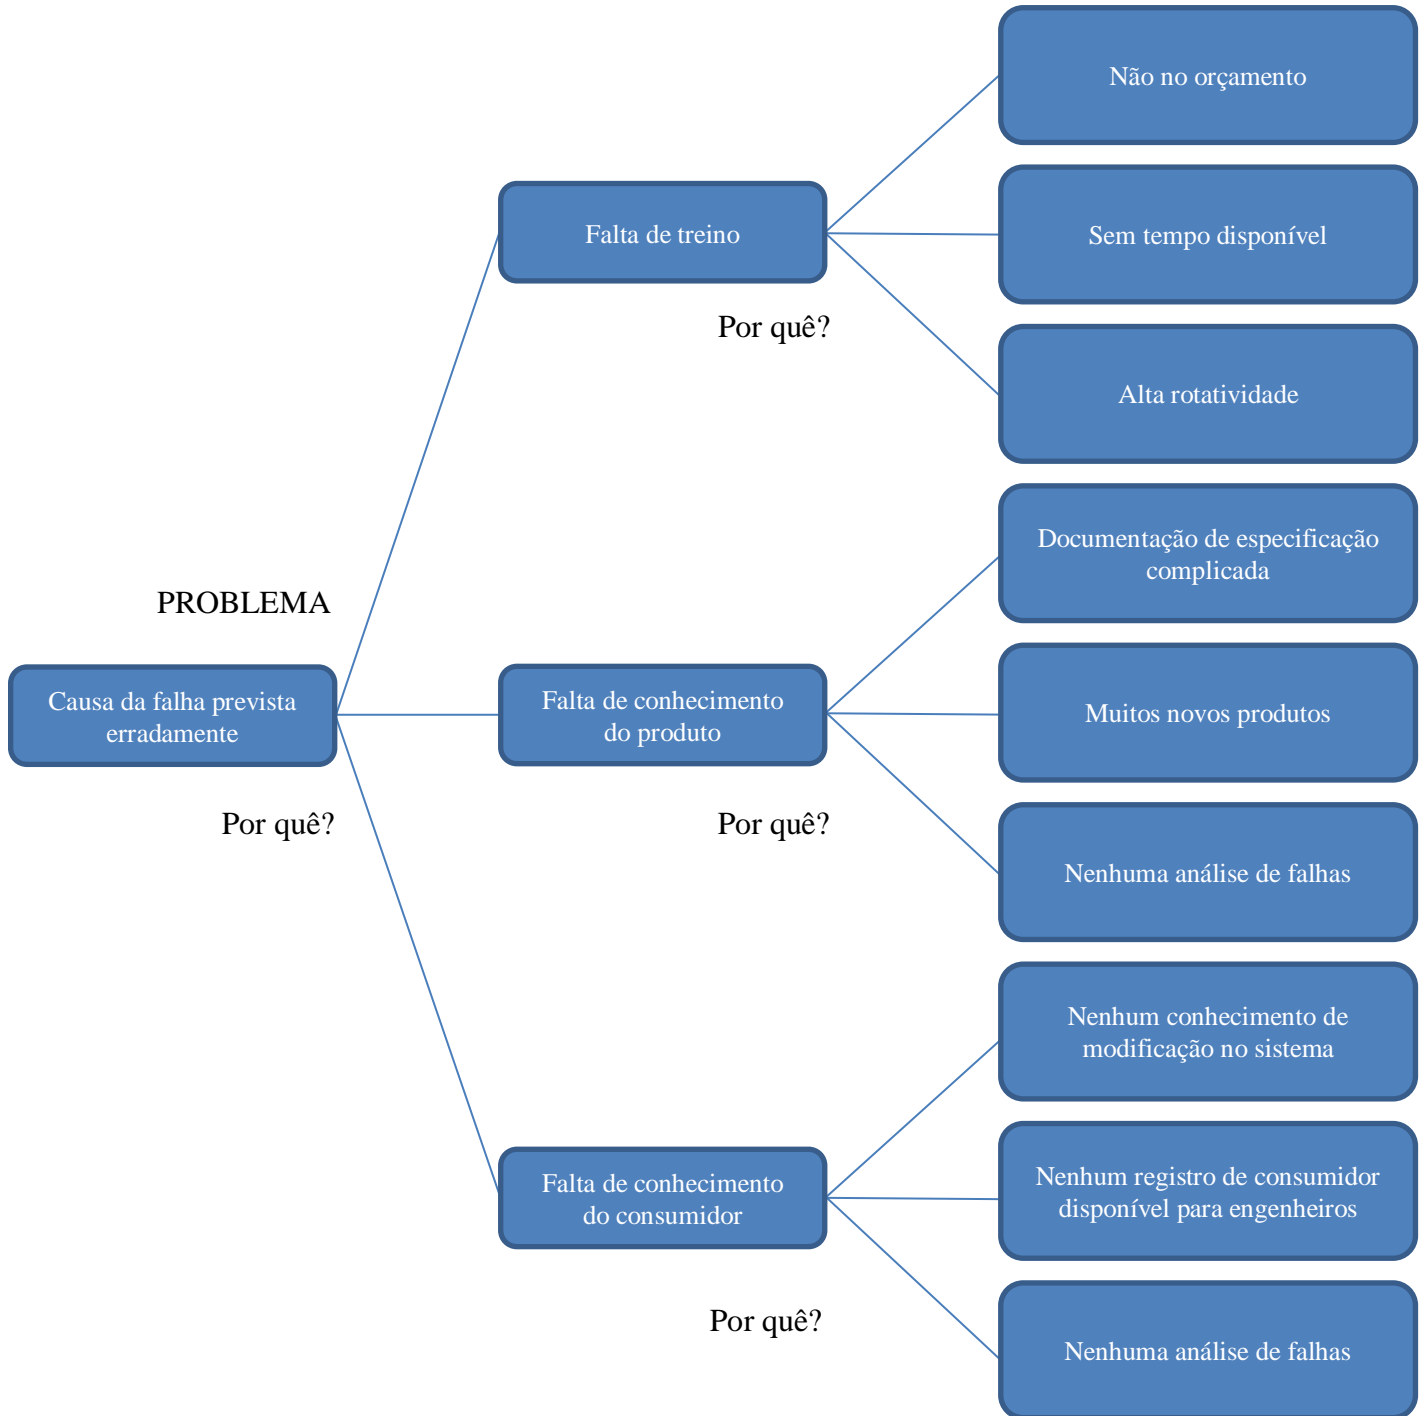 Não no orçamento
Falta de treino
Sem tempo disponível
Por quê?
Alta rotatividade
Documentação de especificação
complicada
PROBLEMA
Causa da falha prevista
erradamente
Falta de conhecimento
do produto
Muitos novos produtos
Por quê?
Por quê?
Nenhuma análise de falhas
Nenhum conhecimento de
modificação no sistema
Falta de conhecimento
do consumidor
Nenhum registro de consumidor
disponível para engenheiros
Por quê?
Nenhuma análise de falhas